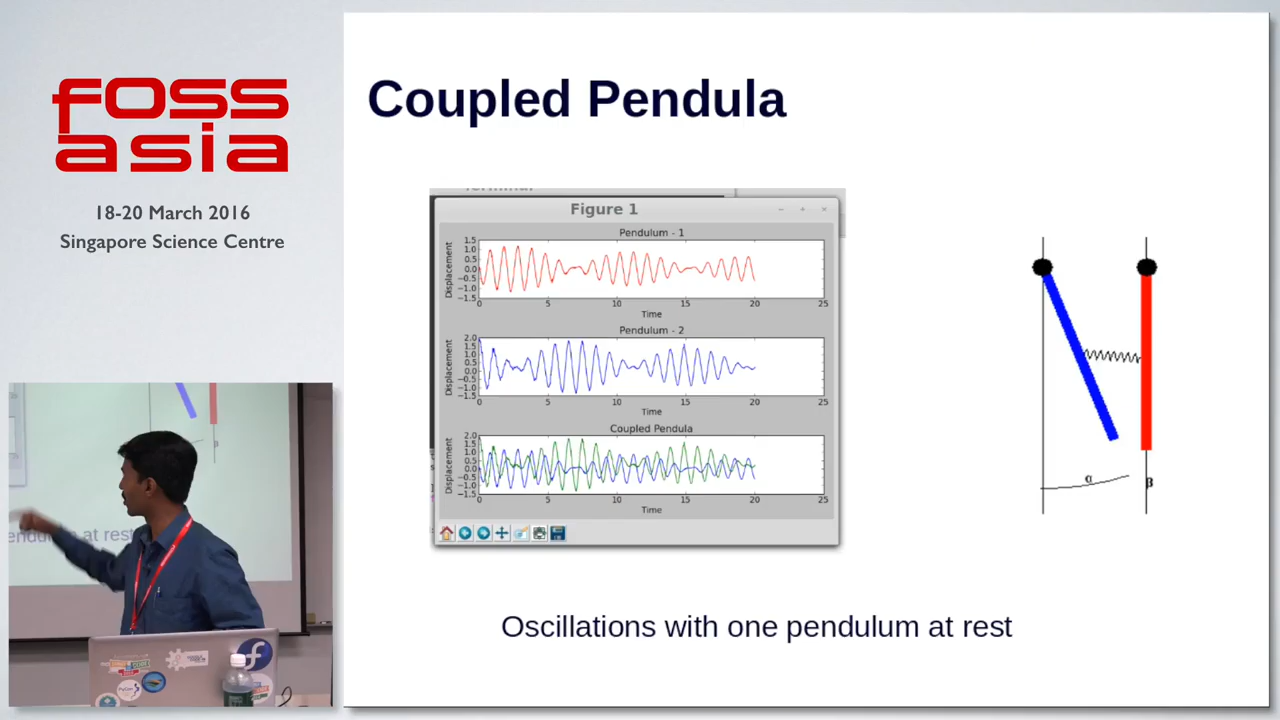 FOSS
asia
18-20 March 2016
Singapore Science Centre
Coupled Pendula
Terminal
Figure 1
Pendulum - 1
Displacement
1.5
1.0
0.5
0.0
−0.5
−1.0
−1.5
0 5 10 15 20 25
Time
Pendulum - 2
Displacement
2.0
1.5
1.0
0.5
0.0
−0.5
−1.0
−1.5
0 5 10 15 20 25
Time
Coupled Pendula
Displacement
2.0
1.5
1.0
0.5
0.0
−0.5
−1.0
−1.5
0 5 10 15 20 25
Time
α
β
Oscillations with one pendulum at rest
endulum at rest
PyCon